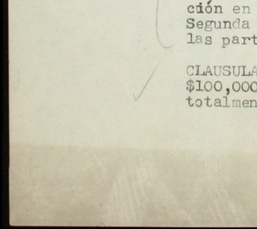 ción en
Segunda
las part
CLAUSULA
$100,000
totalmen